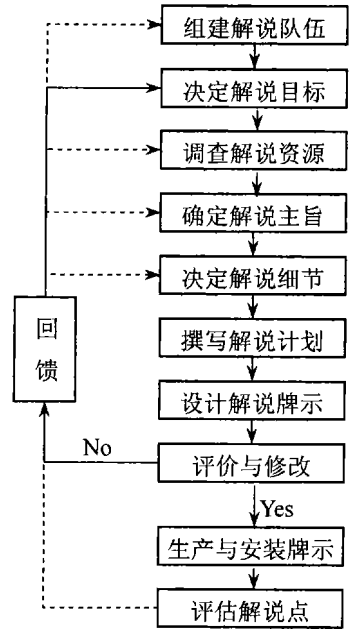 组建解说队伍
决定解说目标
调查解说资源
确定解说主旨
决定解说细节
回馈
撰写解说计划
设计解说牌示
No
评价与修改
Yes
生产与安装牌示
评估解说点